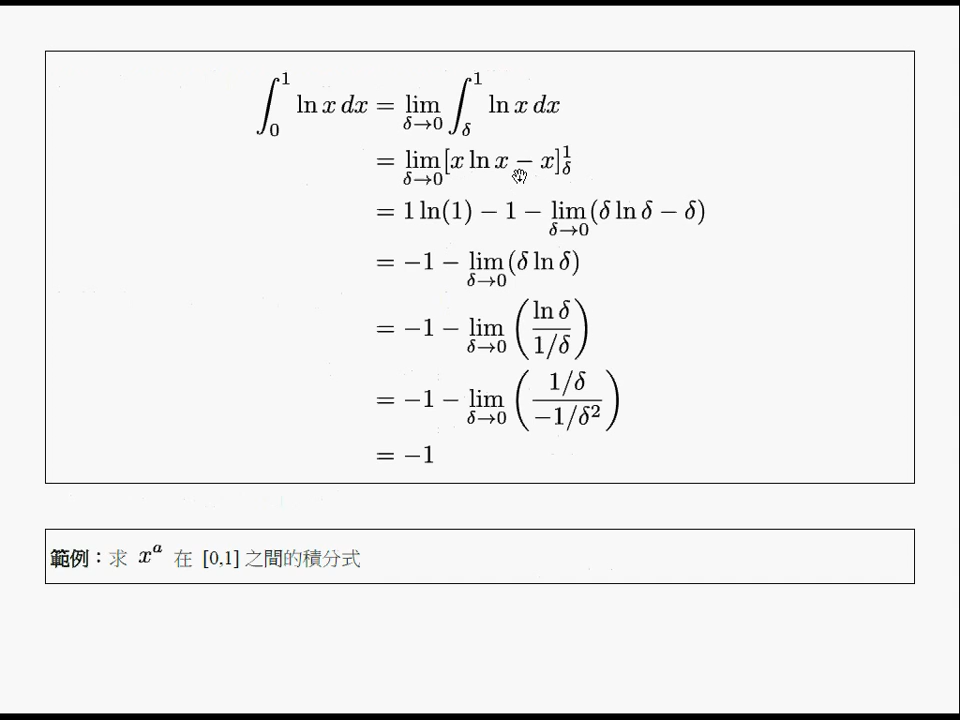 ∫₀¹ ln x dx = lim_{δ→0} ∫_δ¹ ln x dx
= lim_{δ→0} [x ln x − x]_δ¹
= 1 ln(1) − 1 − lim_{δ→0} (δ ln δ − δ)
= −1 − lim_{δ→0} (δ ln δ)
= −1 − lim_{δ→0} (ln δ / (1/δ))
= −1 − lim_{δ→0} ((1/δ) / (−1/δ²))
= −1
範例：求 xᵃ 在 [0,1] 之間的積分式